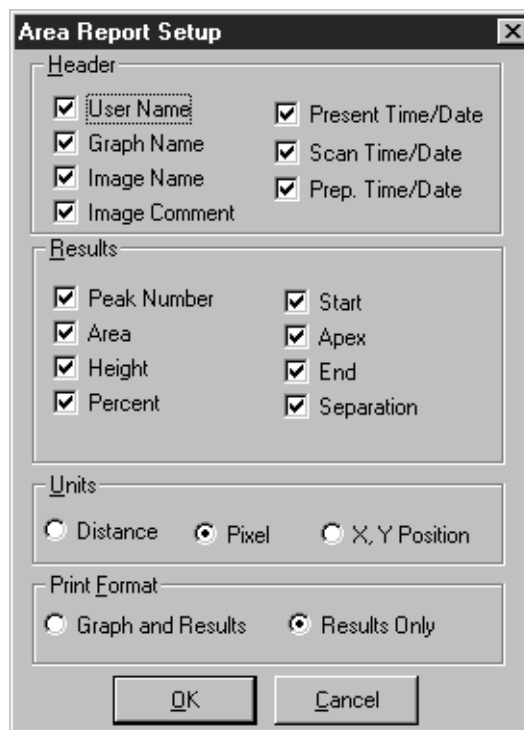 Area Report Setup
Header
User Name
Graph Name
Image Name
Image Comment
Present Time/Date
Scan Time/Date
Prep. Time/Date
Results
Peak Number
Area
Height
Percent
Start
Apex
End
Separation
Units
Distance
Pixel
X, Y Position
Print Format
Graph and Results
Results Only
OK
Cancel